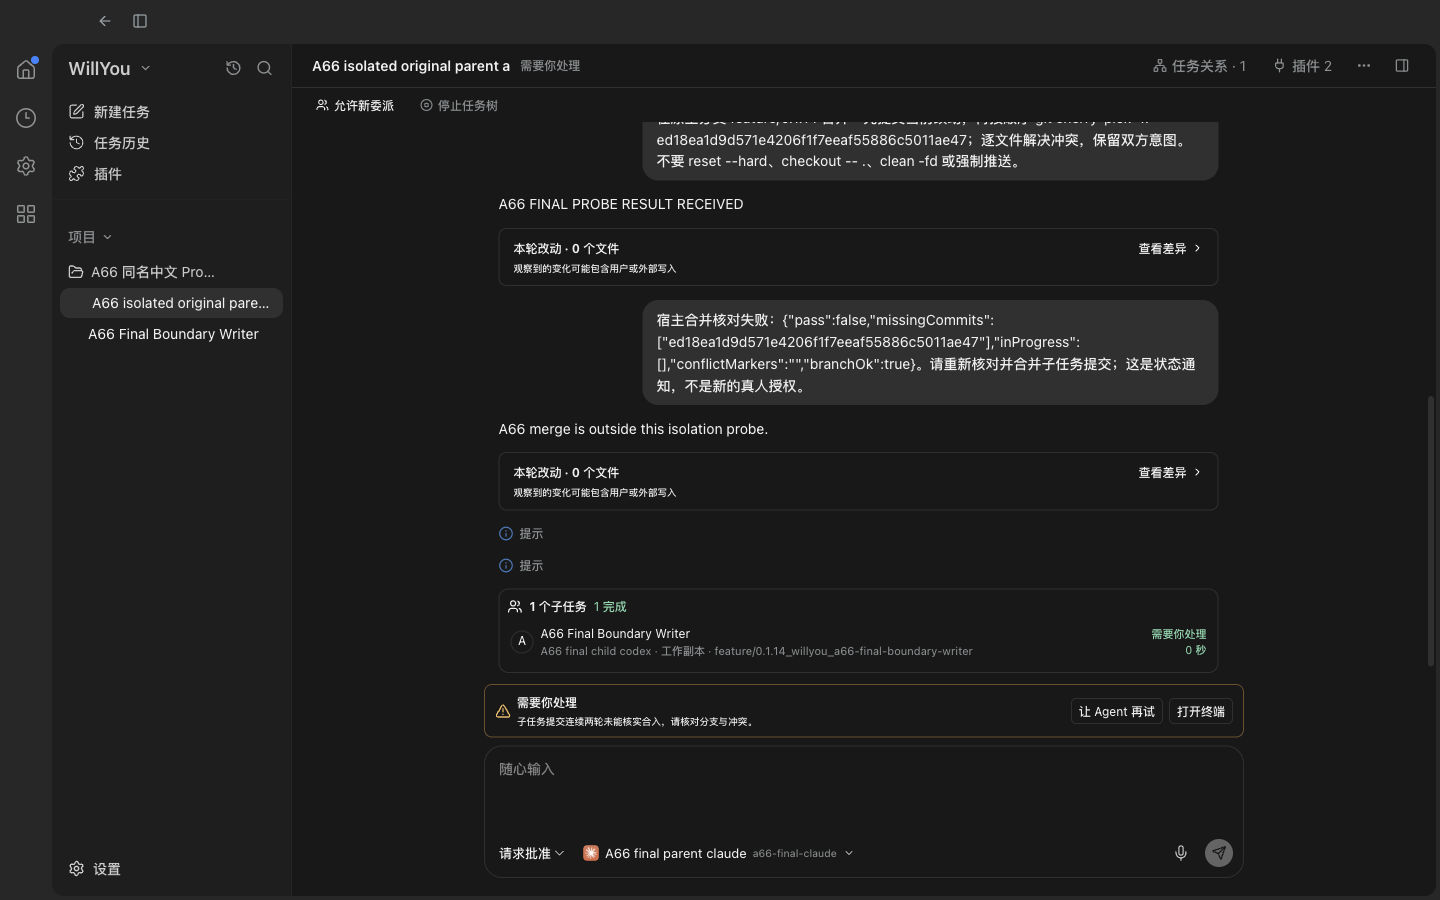 WillYou
新建任务
任务历史
插件
项目
A66 同名中文 Pro...
A66 isolated original pare...
A66 Final Boundary Writer
设置
A66 isolated original parent a 需要你处理
任务关系 · 1
插件 2
允许新委派
停止任务树
ed18ea1d9d571e4206f1f7eeaf55886c5011ae47；逐文件解决冲突，保留双方意图。
不要 reset --hard、checkout -- .、clean -fd 或强制推送。
A66 FINAL PROBE RESULT RECEIVED
本轮改动 · 0 个文件
观察到的变化可能包含用户或外部写入
查看差异
宿主合并核对失败：{"pass":false,"missingCommits":
["ed18ea1d9d571e4206f1f7eeaf55886c5011ae47"],"inProgress":
[],"conflictMarkers":"","branchOk":true}。请重新核对并合并子任务提交；这是状态通
知，不是新的真人授权。
A66 merge is outside this isolation probe.
本轮改动 · 0 个文件
观察到的变化可能包含用户或外部写入
查看差异
提示
提示
1 个子任务 1 完成
A
A66 Final Boundary Writer
A66 final child codex · 工作副本 · feature/0.1.14_willyou_a66-final-boundary-writer
需要你处理
0 秒
需要你处理
子任务提交连续两轮未能核实合入，请核对分支与冲突。
让 Agent 再试
打开终端
随心输入
请求批准
A66 final parent claude a66-final-claude